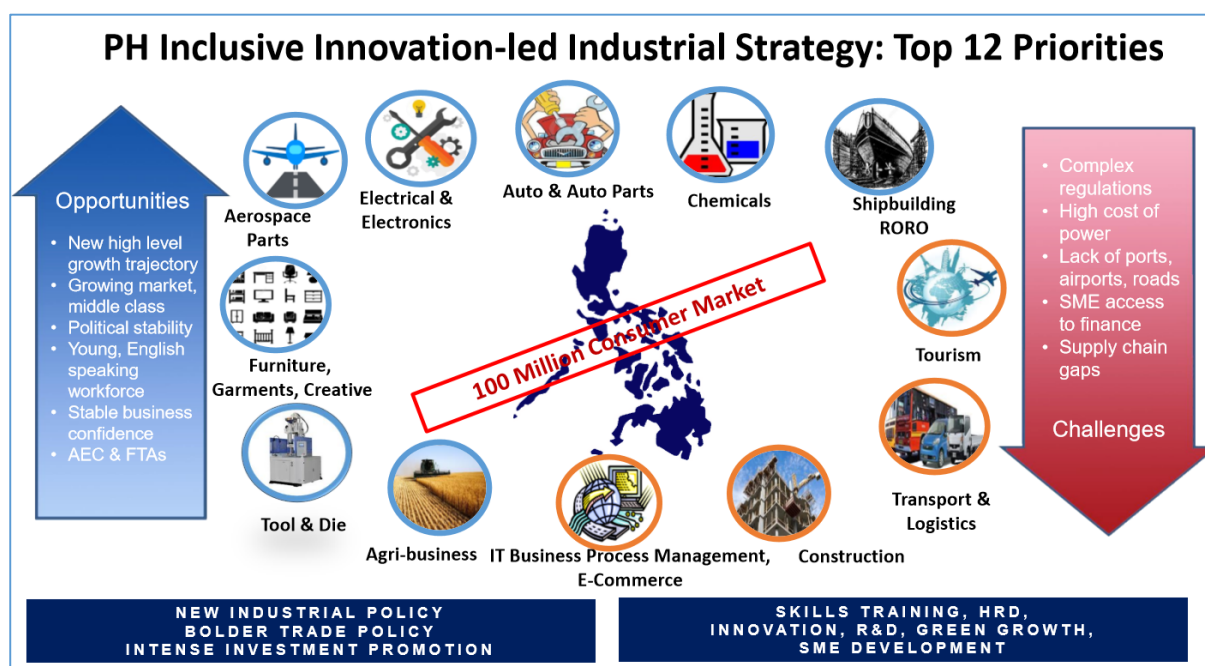 PH Inclusive Innovation-led Industrial Strategy: Top 12 Priorities
Opportunities
• New high level
growth trajectory
• Growing market,
middle class
• Political stability
• Young, English
speaking
workforce
• Stable business
confidence
• AEC & FTAs
Aerospace
Parts
Electrical &
Electronics
Auto & Auto Parts
Chemicals
Shipbuilding
RORO
Furniture,
Garments, Creative
100 Million Consumer Market
Tourism
Tool & Die
Agri-business
IT Business Process Management,
E-Commerce
Construction
Transport &
Logistics
• Complex
regulations
• High cost of
power
• Lack of ports,
airports, roads
• SME access
to finance
• Supply chain
gaps
Challenges
NEW INDUSTRIAL POLICY
BOLDER TRADE POLICY
INTENSE INVESTMENT PROMOTION
SKILLS TRAINING, HRD,
INNOVATION, R&D, GREEN GROWTH,
SME DEVELOPMENT